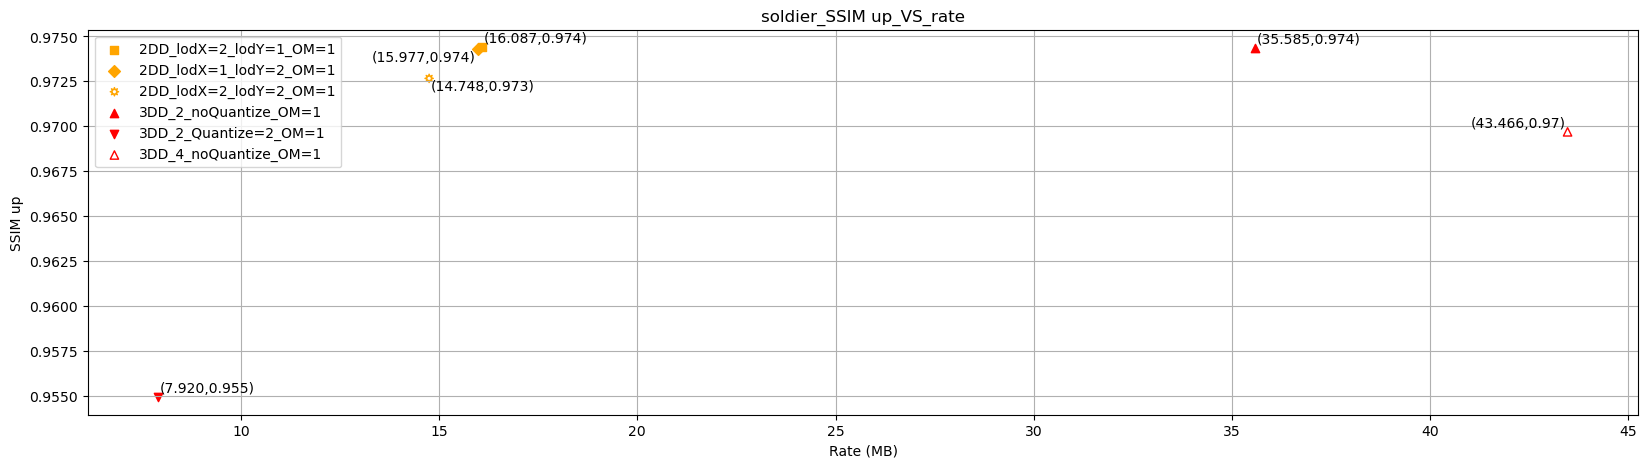 soldier_SSIM up_VS_rate
SSIM up
0.9750
0.9725
0.9700
0.9675
0.9650
0.9625
0.9600
0.9575
0.9550
2DD_lodX=2_lodY=1_OM=1
2DD_lodX=1_lodY=2_OM=1
2DD_lodX=2_lodY=2_OM=1
3DD_2_noQuantize_OM=1
3DD_2_Quantize=2_OM=1
3DD_4_noQuantize_OM=1
(16.087,0.974)
(15.977,0.974)
(14.748,0.973)
(35.585,0.974)
(43.466,0.97)
(7.920,0.955)
10
15
20
25
30
35
40
45
Rate (MB)